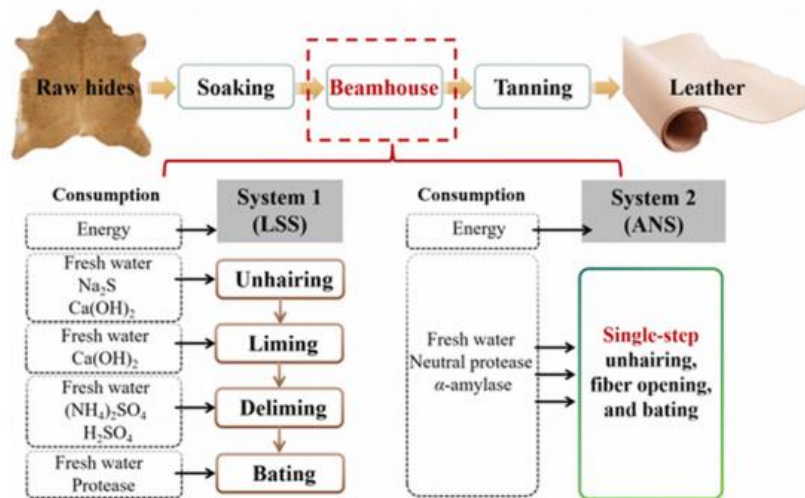 Raw hides
Soaking
Beamhouse
Tanning
Leather
Consumption
System 1
(LSS)
Energy
Fresh water
Na₂S
Ca(OH)₂
Unhairing
Fresh water
Ca(OH)₂
Liming
Fresh water
(NH₄)₂SO₄
H₂SO₄
Deliming
Fresh water
Protease
Bating
Consumption
System 2
(ANS)
Energy
Fresh water
Neutral protease
α-amylase
Single-step
unhairing,
fiber opening,
and bating